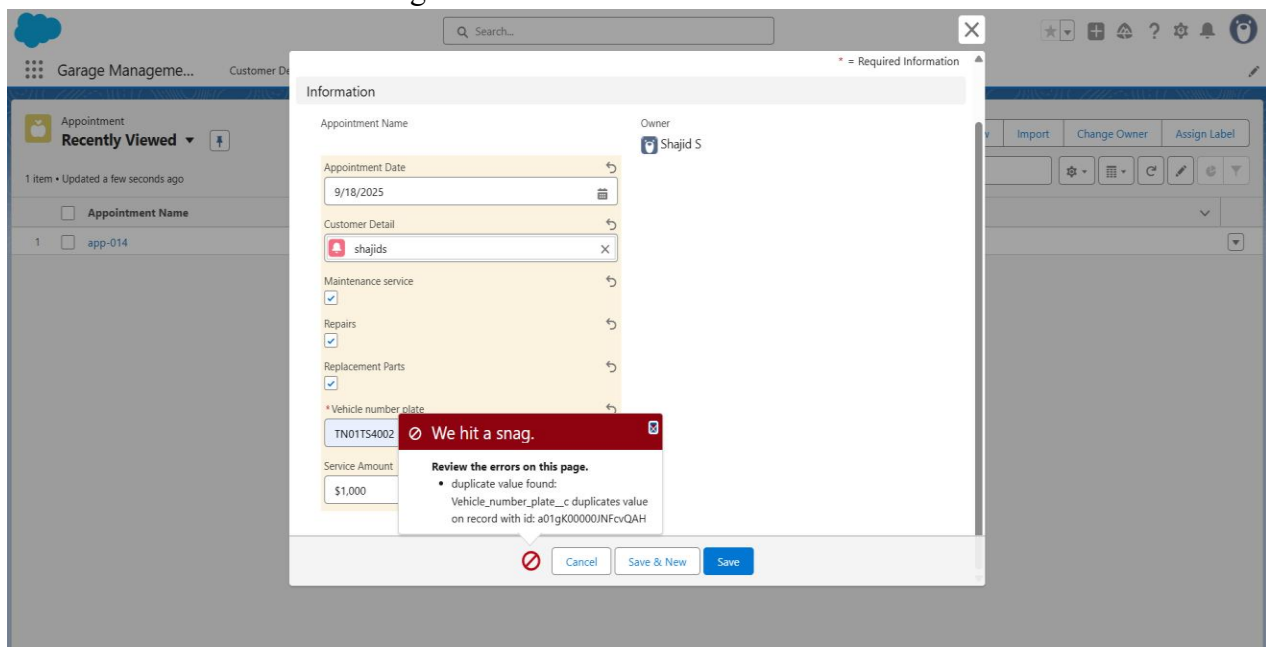 Search...
Garage Manageme...
Customer De
* = Required Information
Information
Appointment
Recently Viewed
Import
Change Owner
Assign Label
1 item • Updated a few seconds ago
Appointment Name
1
app-014
Appointment Name
Owner
Shajid S
Appointment Date
9/18/2025
Customer Detail
shajids
Maintenance service
Repairs
Replacement Parts
*Vehicle number plate
TN01TS4002
Service Amount
$1,000
We hit a snag.
Review the errors on this page.
• duplicate value found:
Vehicle_number_plate__c duplicates value
on record with id: a01gK00000JNFcvQAH
Cancel
Save & New
Save